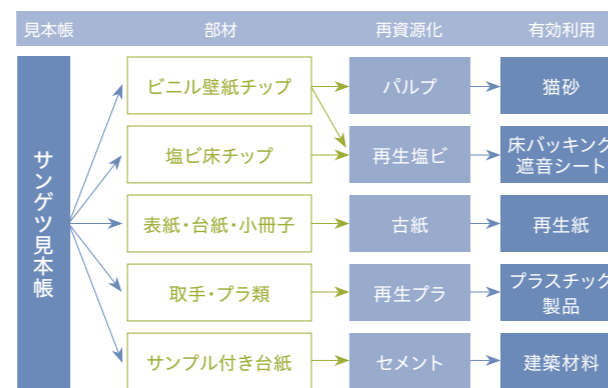 見本帳 部材 再資源化 有効利用
サンゲツ見本帳
ビニル壁紙チップ パルプ 猫砂
塩ビ床チップ 再生塩ビ 床バッキング
遮音シート
表紙・台紙・小冊子 古紙 再生紙
取手・プラ類 再生プラ プラスチック
製品
サンプル付き台紙 セメント 建築材料